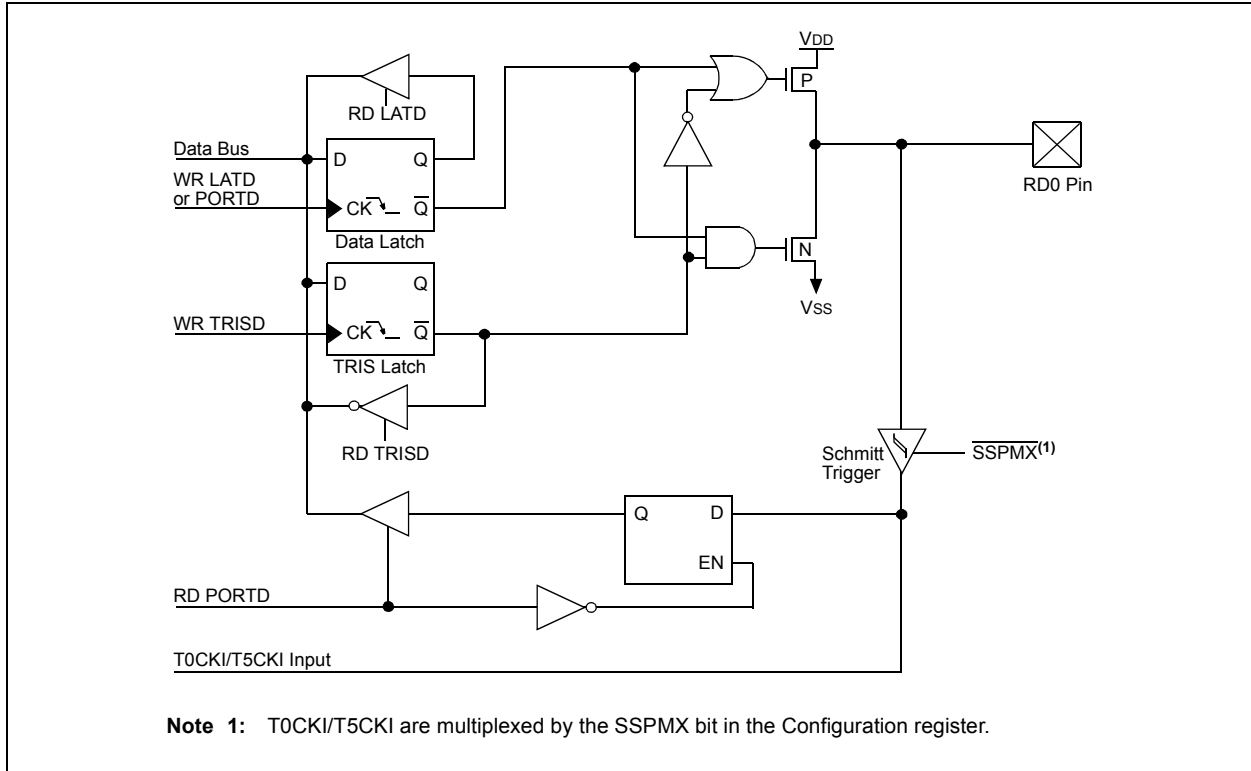 VDD
P
RD LATD
Data Bus
D Q
RD0 Pin
WR LATD
or PORTD
CK Q̅
Data Latch
N
D Q
VSS
WR TRISD
CK Q̅
TRIS Latch
RD TRISD
Schmitt
Trigger
S̅S̅P̅M̅X̅(1)
Q D
EN
RD PORTD
T0CKI/T5CKI Input
Note 1: T0CKI/T5CKI are multiplexed by the SSPMX bit in the Configuration register.